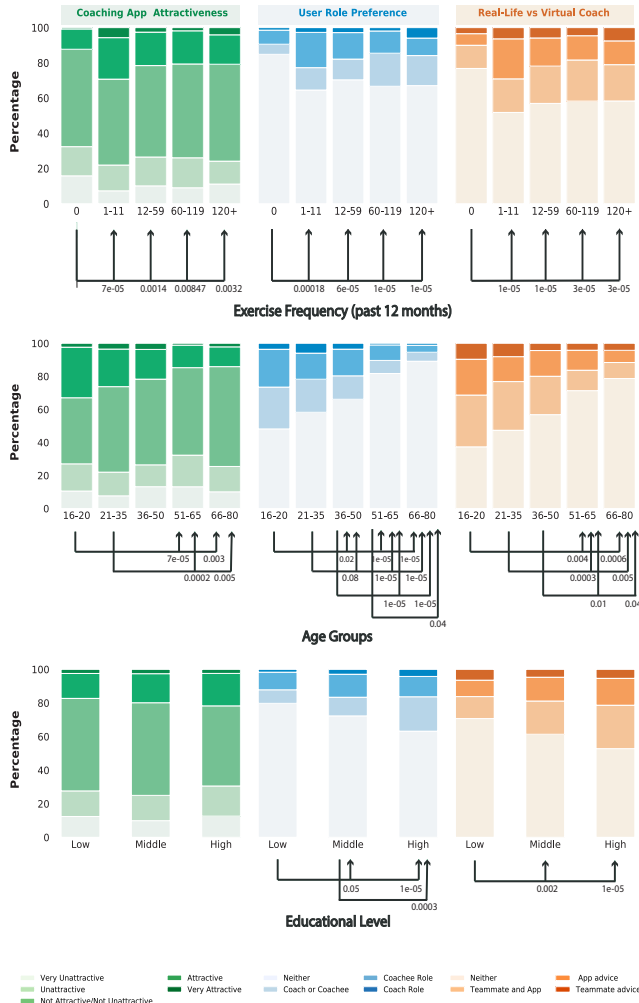 Coaching App Attractiveness
User Role Preference
Real-Life vs Virtual Coach
Percentage
100
80
60
40
20
0
0 1-11 12-59 60-119 120+
0 1-11 12-59 60-119 120+
0 1-11 12-59 60-119 120+
7e-05 0.0014 0.00847 0.0032
0.00018 6e-05 1e-05 1e-05
1e-05 1e-05 3e-05 3e-05
Exercise Frequency (past 12 months)
Percentage
100
80
60
40
20
0
16-20 21-35 36-50 51-65 66-80
16-20 21-35 36-50 51-65 66-80
16-20 21-35 36-50 51-65 66-80
7e-05 0.003
0.0002 0.005
0.02 1e-05 1e-05
0.08 1e-05 1e-05
1e-05 1e-05
0.04
0.004 0.0006
0.0003 0.005
0.01 0.04
Age Groups
Percentage
100
80
60
40
20
0
Low Middle High
Low Middle High
Low Middle High
0.05 1e-05
0.0003
0.002 1e-05
Educational Level
Very Unattractive
Unattractive
Not Attractive/Not Unattractive
Attractive
Very Attractive
Neither
Coach or Coachee
Coachee Role
Coach Role
Neither
Teammate and App
App advice
Teammate advice